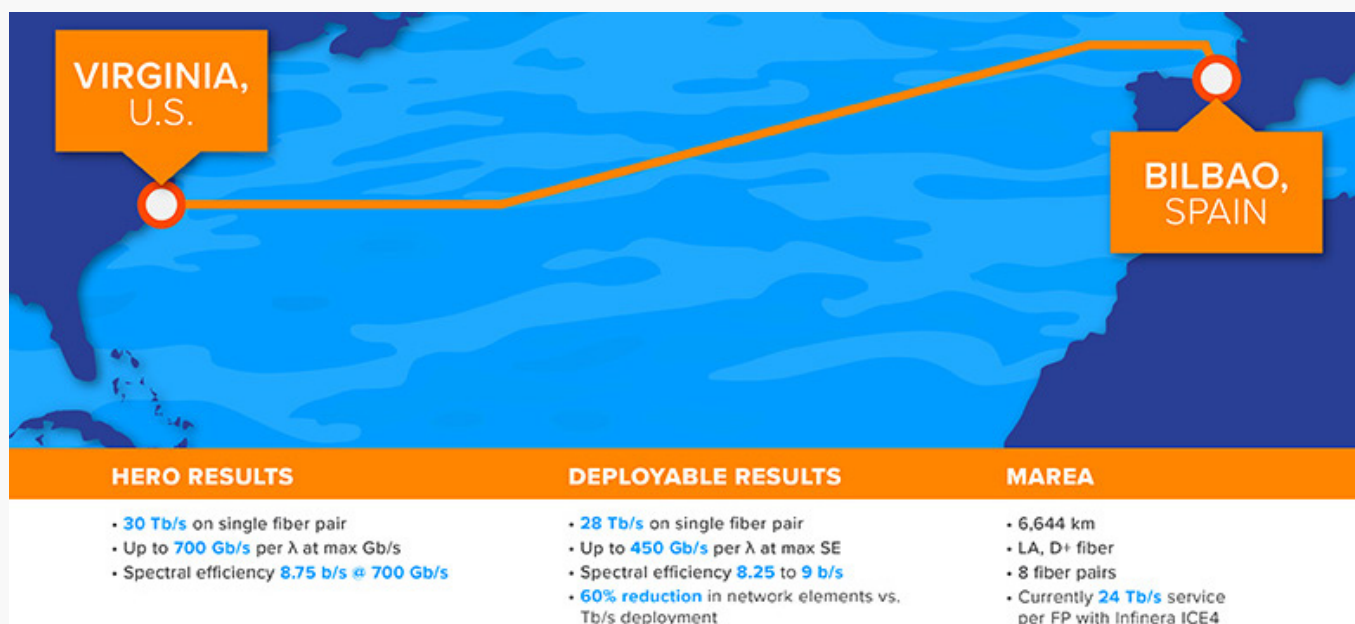 VIRGINIA,
U.S.
BILBAO,
SPAIN
HERO RESULTS
• 30 Tb/s on single fiber pair
• Up to 700 Gb/s per λ at max Gb/s
• Spectral efficiency 8.75 b/s @ 700 Gb/s
DEPLOYABLE RESULTS
• 28 Tb/s on single fiber pair
• Up to 450 Gb/s per λ at max SE
• Spectral efficiency 8.25 to 9 b/s
• 60% reduction in network elements vs.
Tb/s deployment
MAREA
• 6,644 km
• LA, D+ fiber
• 8 fiber pairs
• Currently 24 Tb/s service
per FP with Infinera ICE4